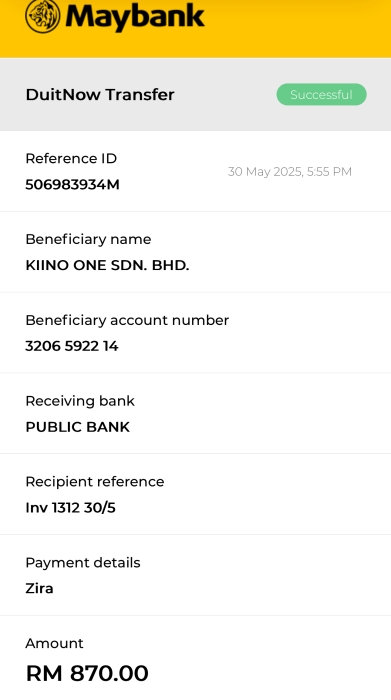 Maybank
DuitNow Transfer
Successful
Reference ID
506983934M
30 May 2025, 5:55 PM
Beneficiary name
KIINO ONE SDN. BHD.
Beneficiary account number
3206 5922 14
Receiving bank
PUBLIC BANK
Recipient reference
Inv 1312 30/5
Payment details
Zira
Amount
RM 870.00